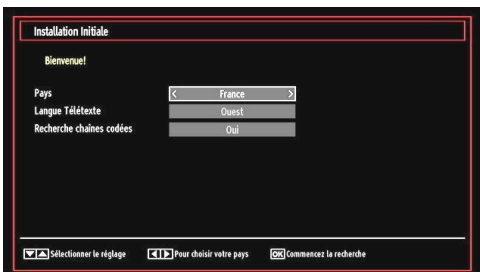 Installation Initiale
Bienvenue!
Pays < France >
Langue Télétexte Ouest
Recherche chaînes codées Oui
Sélectionner le réglage Pour choisir votre pays OK Commencez la recherche